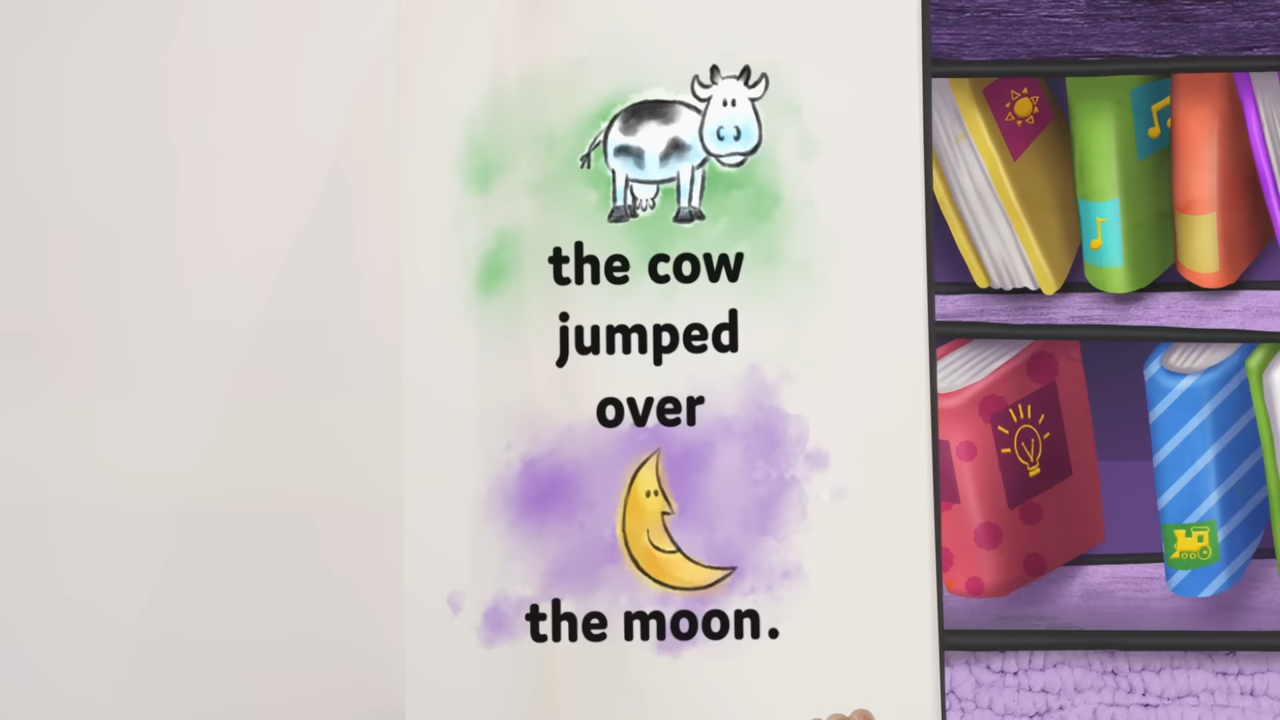 the cow
jumped
over
the moon.